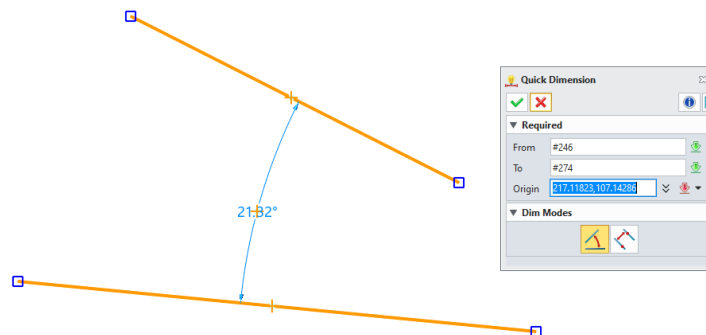 Quick Dimension
Required
From #246
To #274
Origin 217.11823,107.14286
21.32°
Dim Modes